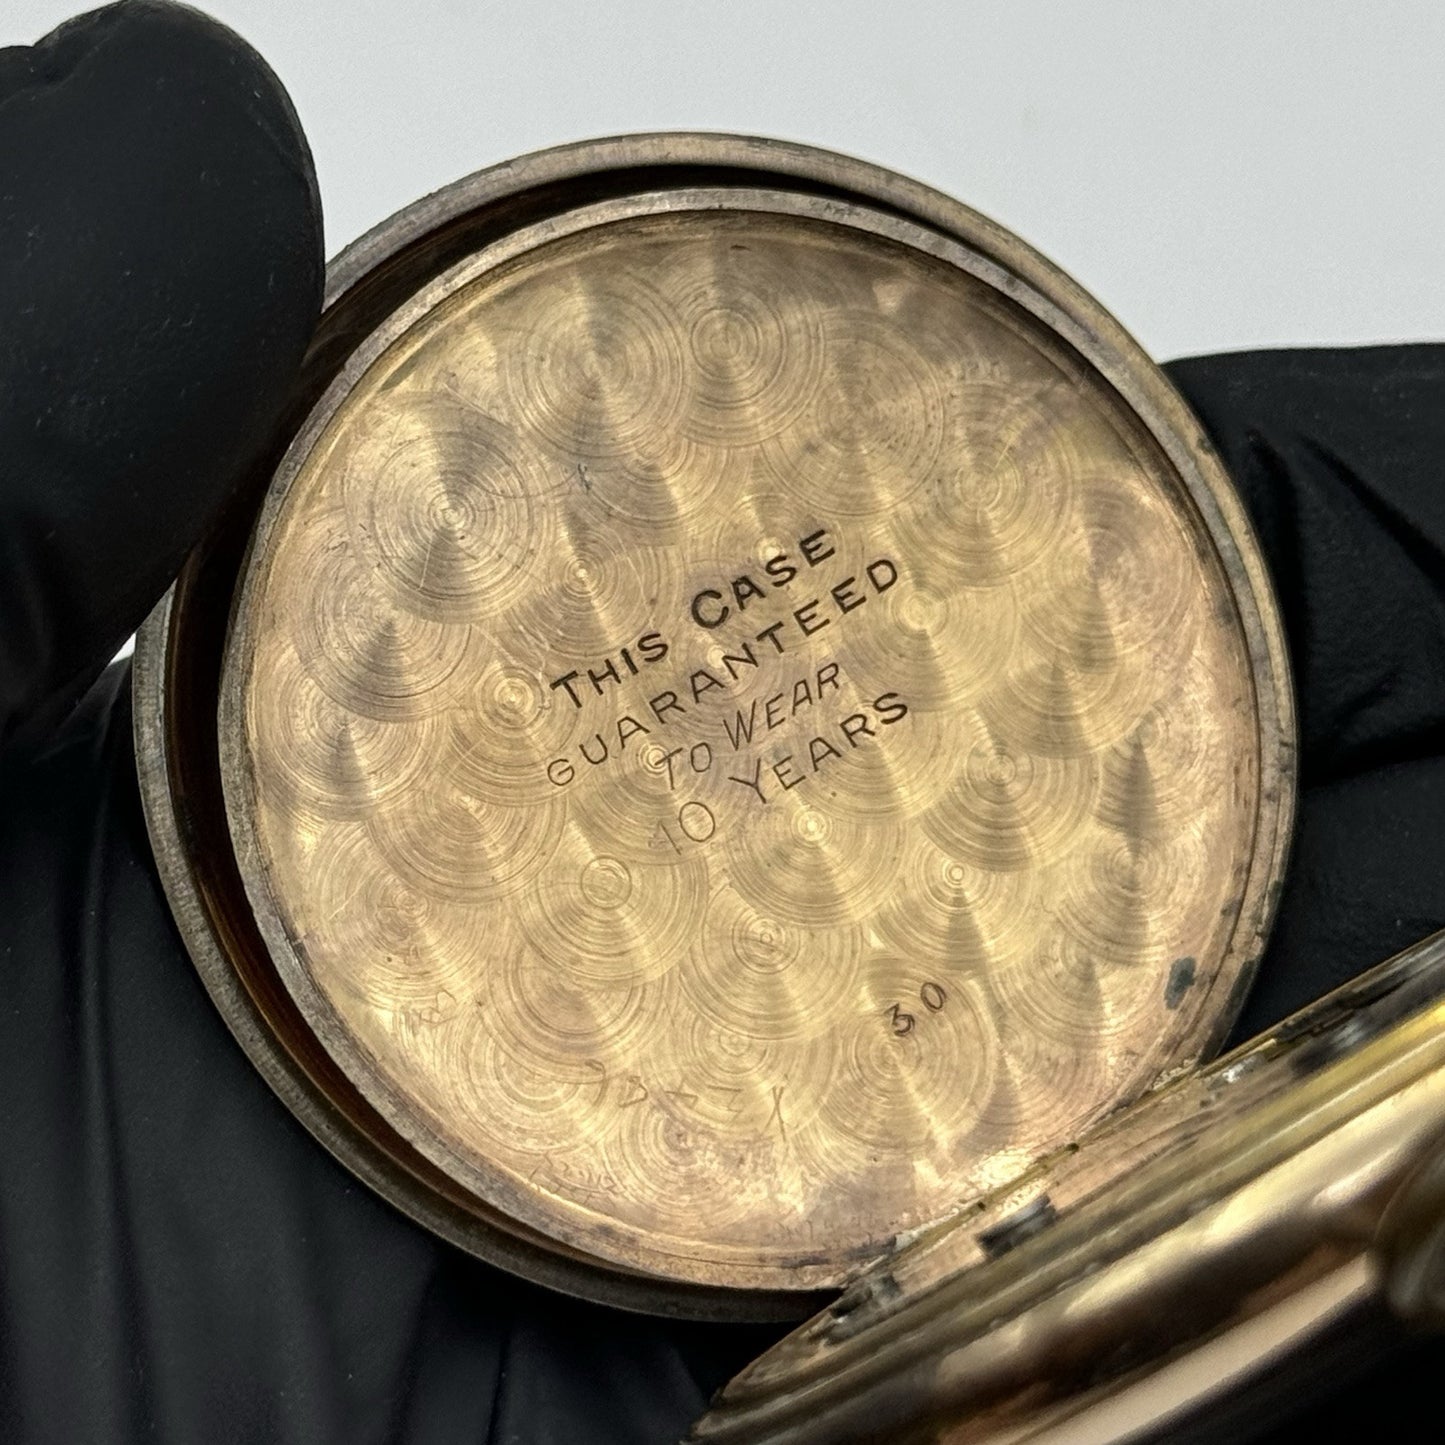 THIS CASE
GUARANTEED
TO WEAR
10 YEARS
30